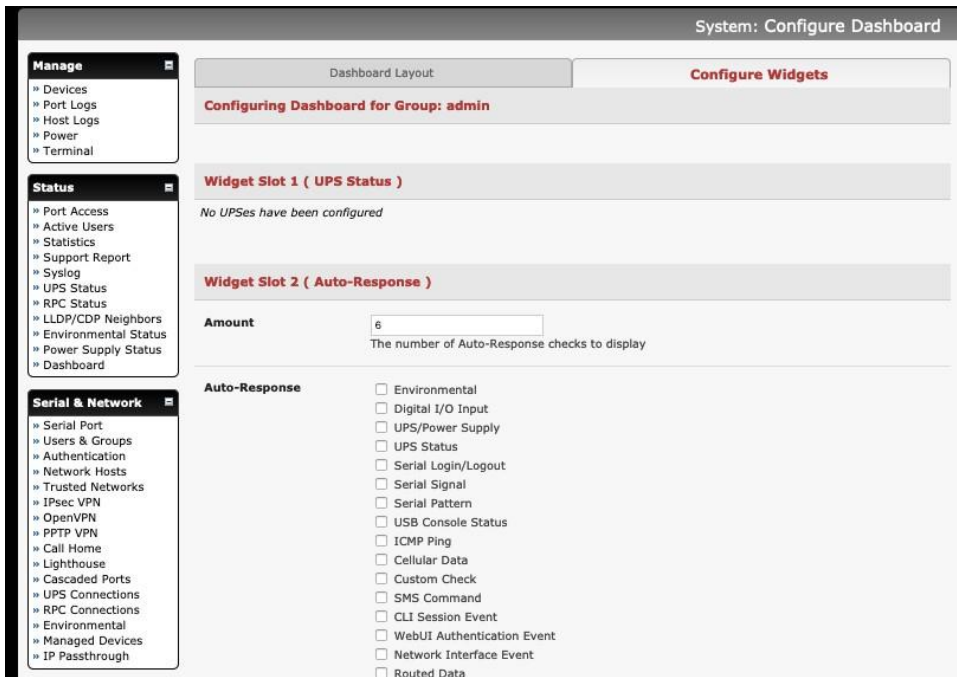 System: Configure Dashboard
Manage
» Devices
» Port Logs
» Host Logs
» Power
» Terminal
Status
» Port Access
» Active Users
» Statistics
» Support Report
» Syslog
» UPS Status
» RPC Status
» LLDP/CDP Neighbors
» Environmental Status
» Power Supply Status
» Dashboard
Serial & Network
» Serial Port
» Users & Groups
» Authentication
» Network Hosts
» Trusted Networks
» IPsec VPN
» OpenVPN
» PPTP VPN
» Call Home
» Lighthouse
» Cascaded Ports
» UPS Connections
» RPC Connections
» Environmental
» Managed Devices
» IP Passthrough
Dashboard Layout
Configure Widgets
Configuring Dashboard for Group: admin
Widget Slot 1 ( UPS Status )
No UPSes have been configured
Widget Slot 2 ( Auto-Response )
Amount
6
The number of Auto-Response checks to display
Auto-Response
Environmental
Digital I/O Input
UPS/Power Supply
UPS Status
Serial Login/Logout
Serial Signal
Serial Pattern
USB Console Status
ICMP Ping
Cellular Data
Custom Check
SMS Command
CLI Session Event
WebUI Authentication Event
Network Interface Event
Routed Data